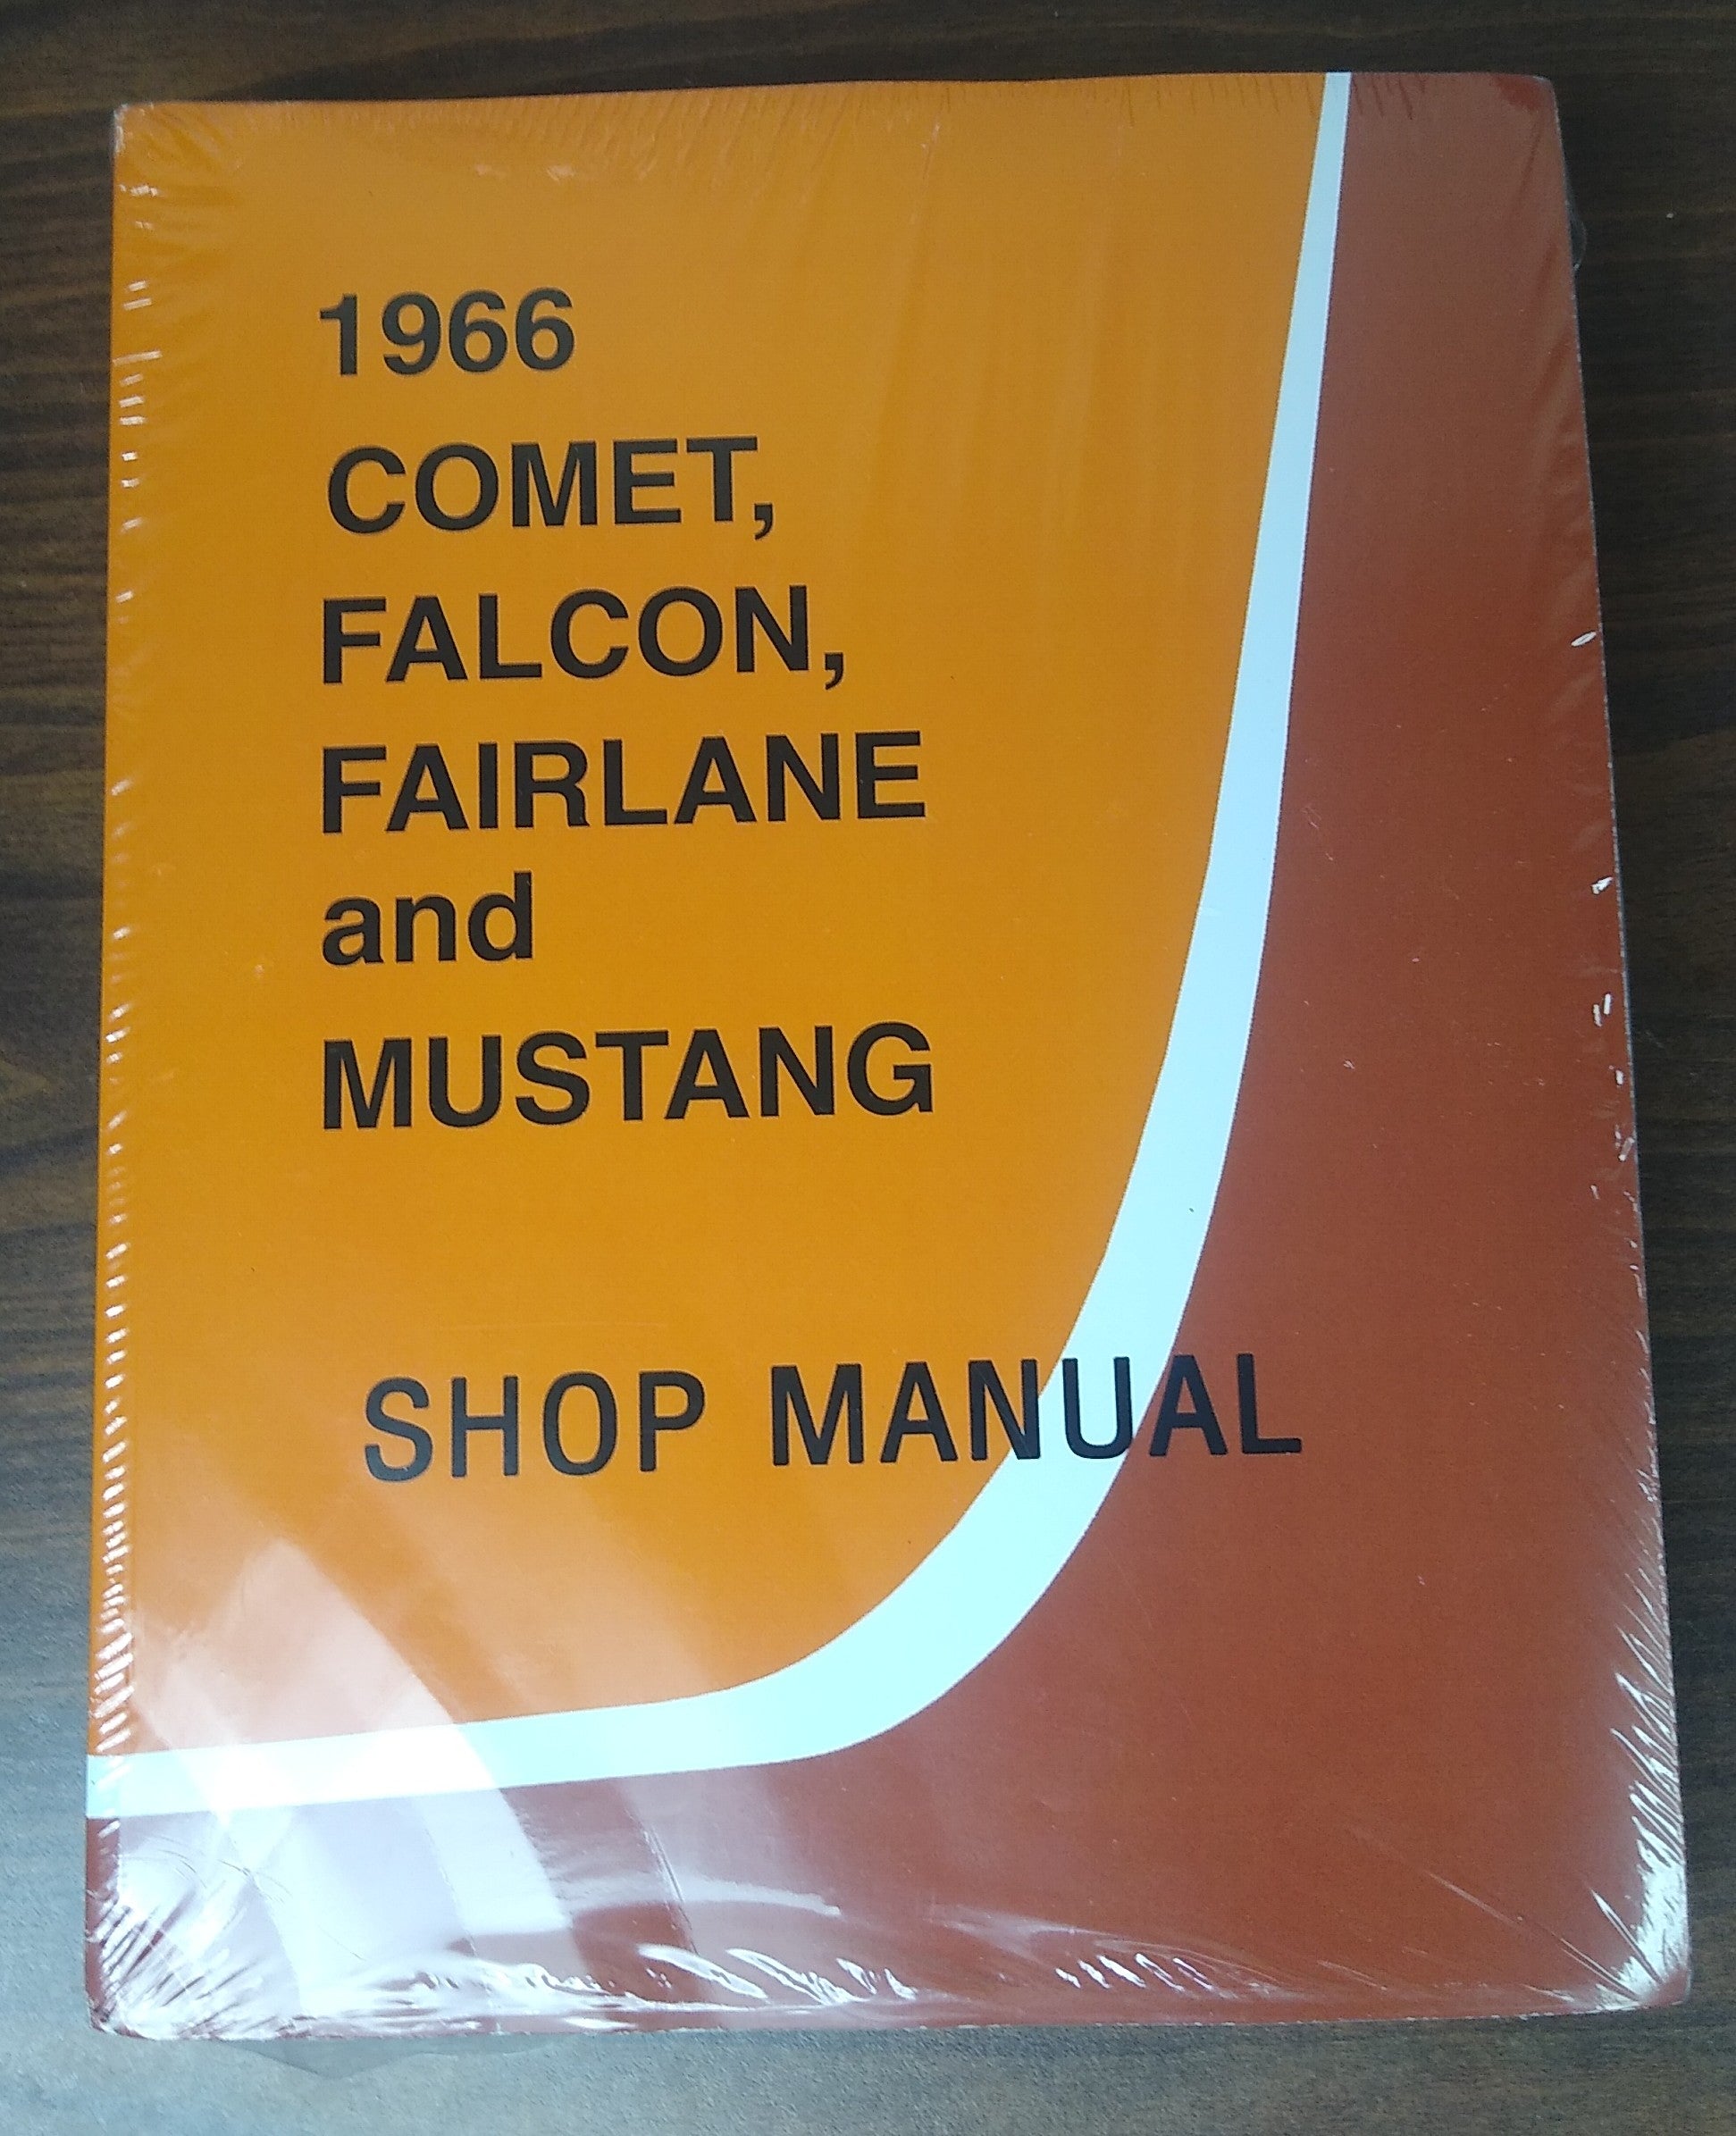 1966
COMET,
FALCON,
FAIRLANE
and
MUSTANG
SHOP MANUAL